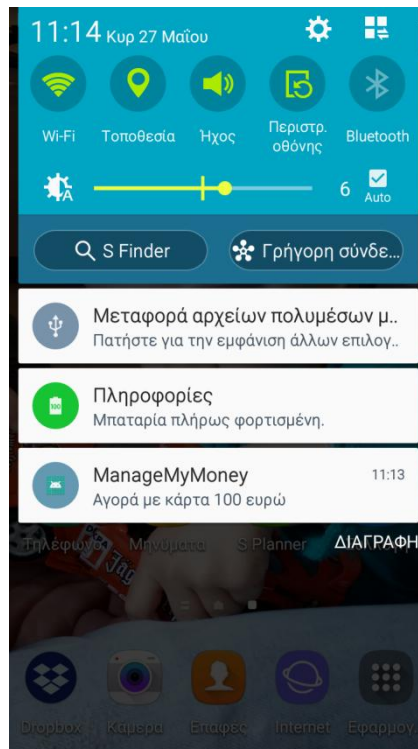 11:14 Κυρ 27 Μαΐου
Wi-Fi
Τοποθεσία
Ήχος
Περιστρ.
οθόνης
Bluetooth
6
Auto
S Finder
Γρήγορη σύνδε...
Μεταφορά αρχείων πολυμέσων μ..
Πατήστε για την εμφάνιση άλλων επιλογ..
100
Πληροφορίες
Μπαταρία πλήρως φορτισμένη.
ManageMyMoney
11:13
Αγορά με κάρτα 100 ευρώ
Τηλέφωνο
Μηνύματα
S Planner
ΔΙΑΓΡΑΦΗ
Dropbox
Κάμερα
Επαφές
Internet
Εφαρμογ